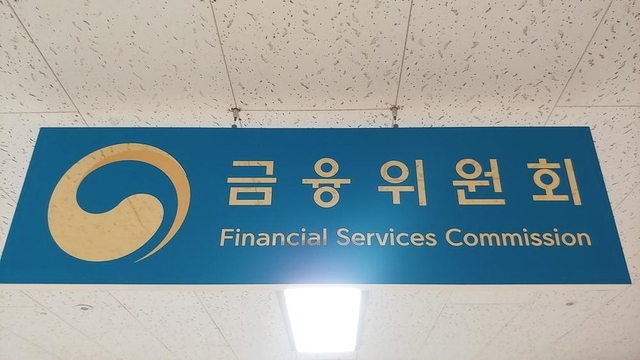 금융위원회
Financial Services Commission